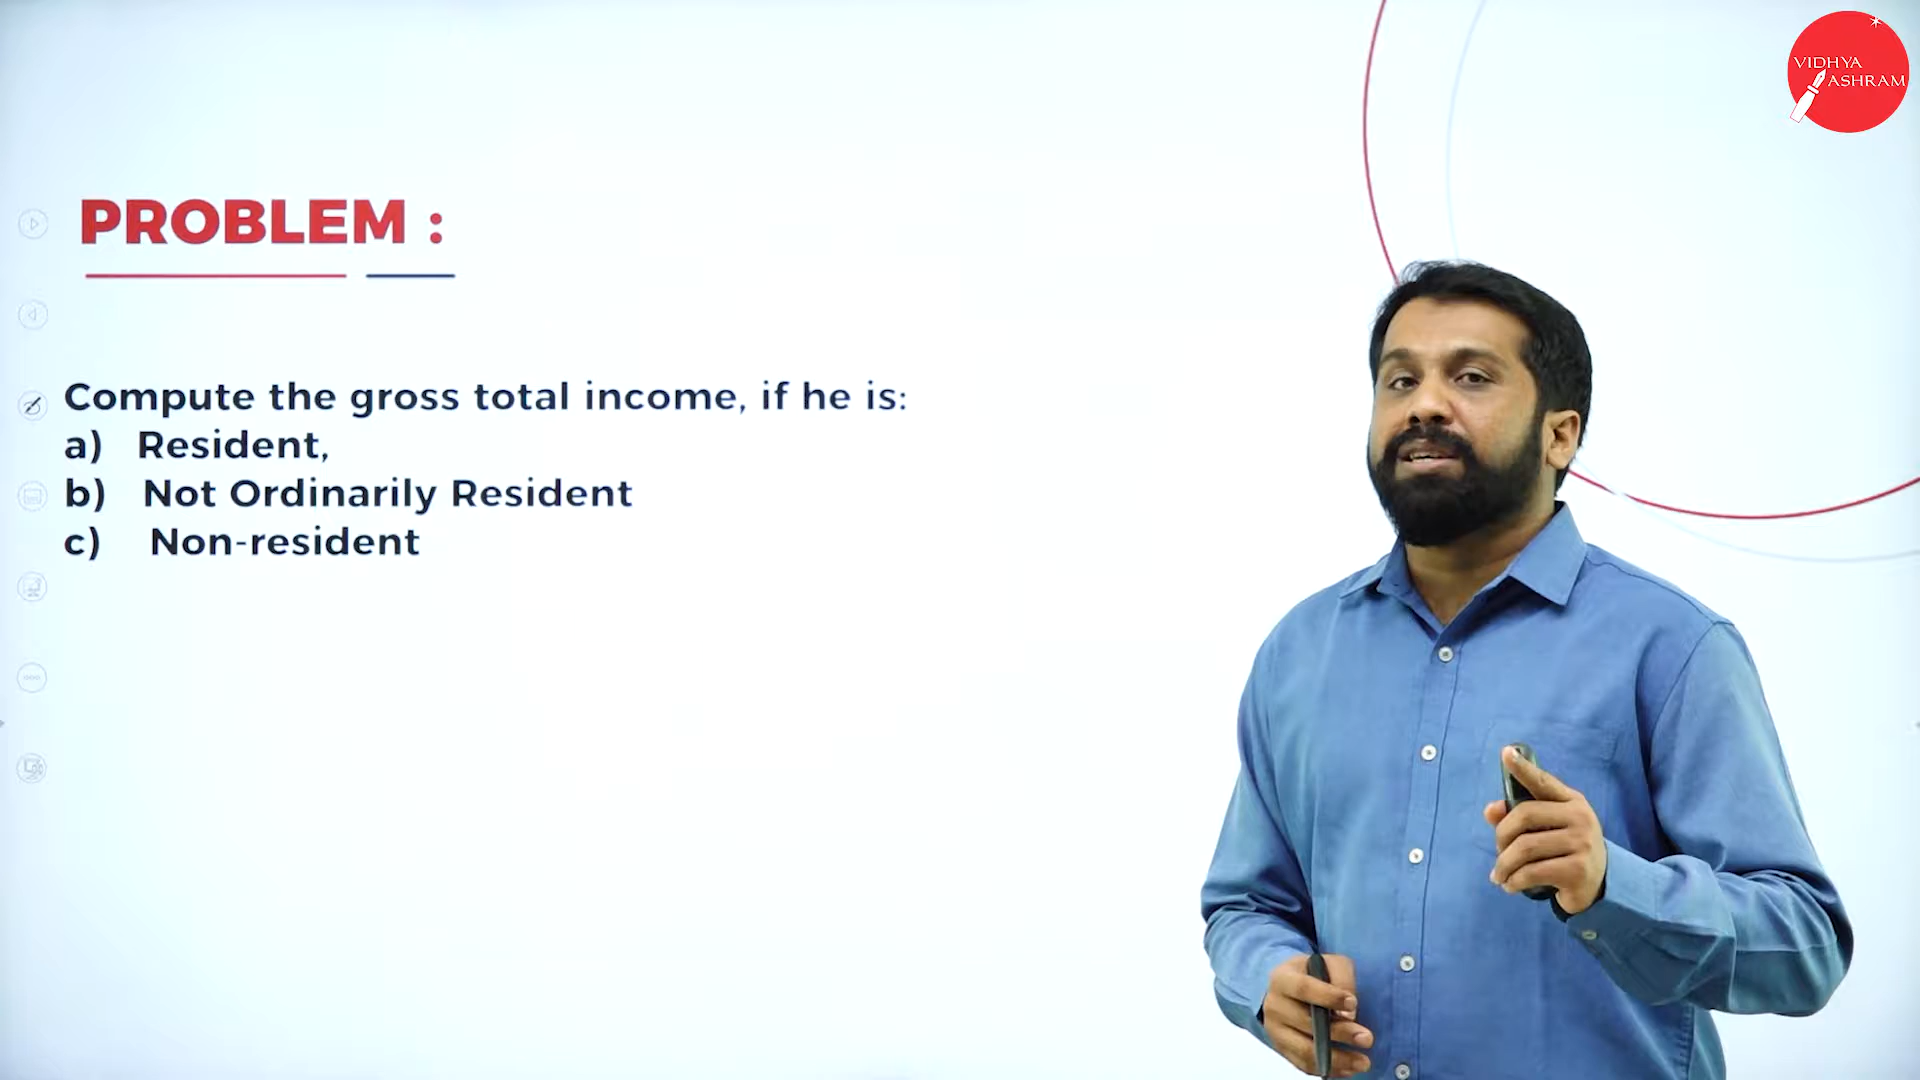 VIDHYA
ASHRAM
PROBLEM :
Compute the gross total income, if he is:
a) Resident,
b) Not Ordinarily Resident
c) Non-resident